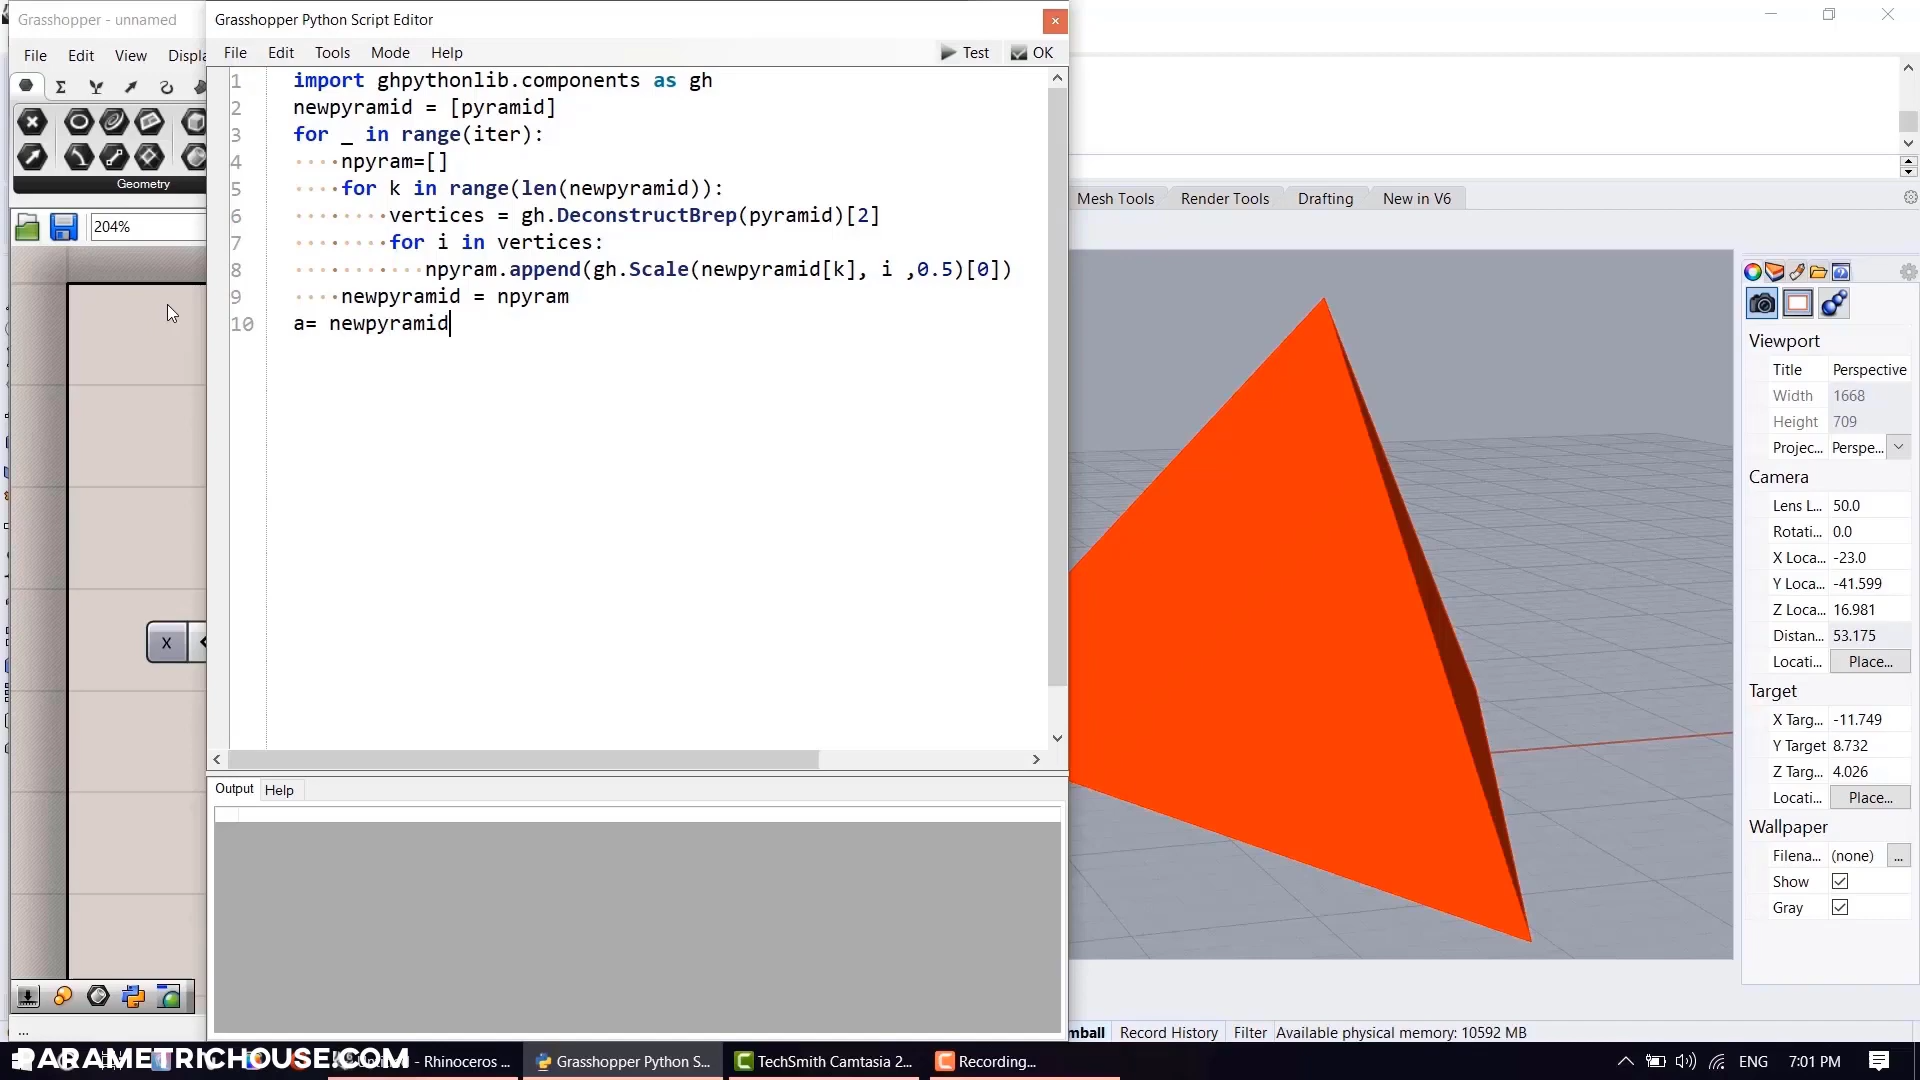 Grasshopper - unnamed
Grasshopper Python Script Editor
File Edit View Displ
File Edit Tools Mode Help
Test OK
1 import ghpythonlib.components as gh
2 newpyramid = [pyramid]
3 for _ in range(iter):
4 npyram=[]
5 for k in range(len(newpyramid)):
6 vertices = gh.DeconstructBrep(pyramid)[2]
7 for i in vertices:
8 npyram.append(gh.Scale(newpyramid[k], i ,0.5)[0])
9 newpyramid = npyram
10 a= newpyramid
Geometry
204%
X
Output Help
Mesh Tools Render Tools Drafting New in V6
Viewport
Title Perspective
Width 1668
Height 709
Projec... Perspe...
Camera
Lens L... 50.0
Rotati... 0.0
X Loca... -23.0
Y Loca... -41.599
Z Loca... 16.981
Distan... 53.175
Locati... Place...
Target
X Targ... -11.749
Y Target 8.732
Z Targ... 4.026
Locati... Place...
Wallpaper
Filena... (none) ...
Show
Gray
...
mball Record History Filter Available physical memory: 10592 MB
PARAMETRICHOUSE.COM
- Rhinoceros ...
Grasshopper Python S...
TechSmith Camtasia 2...
Recording...
ENG 7:01 PM